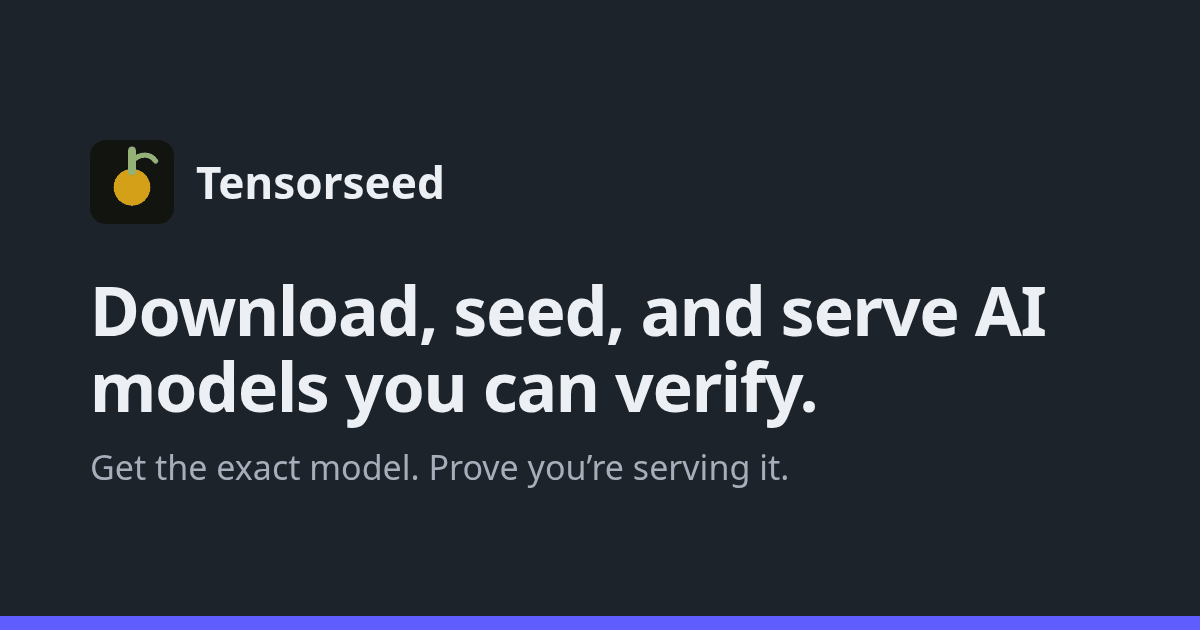 Tensorseed
Download, seed, and serve AI
models you can verify.
Get the exact model. Prove you’re serving it.